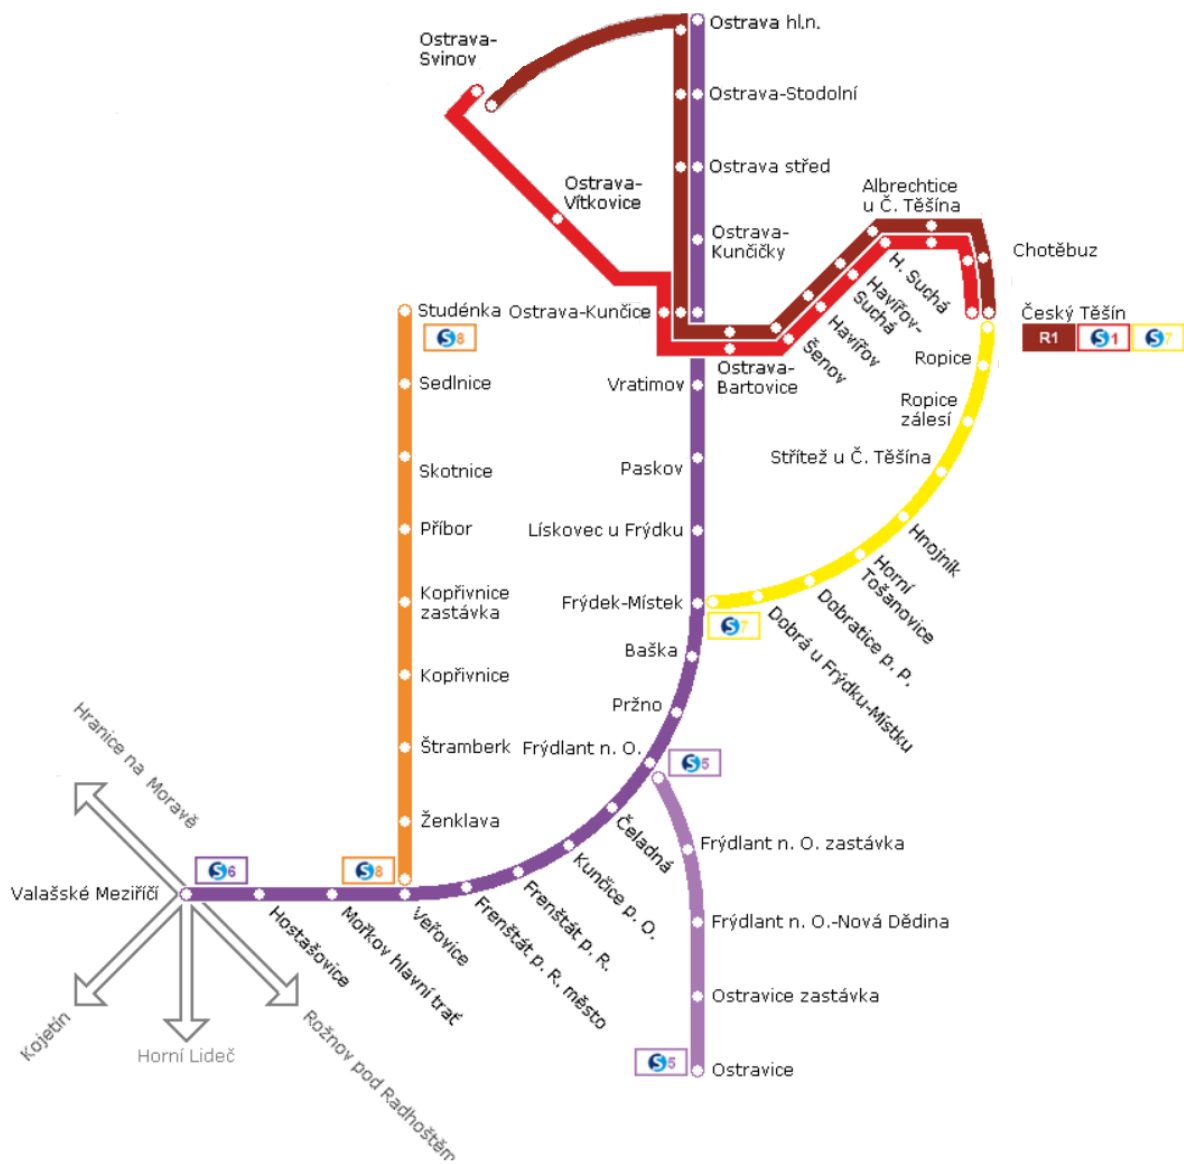 Ostrava hl.n.
Ostrava-
Svinov
Ostrava-Stodolní
Ostrava střed
Ostrava-
Vítkovice
Albrechtice
u Č. Těšína
Ostrava-
Kunčičky
Chotěbuz
H. Suchá
Havířov-
Suchá
Havířov
Šenov
Studénka
Ostrava-Kunčice
Český Těšín
S8
R1
S1
S7
Ostrava-
Bartovice
Ropice
Sedlnice
Vratimov
Ropice
zálesí
Skotnice
Paskov
Střítež u Č. Těšína
Příbor
Lískovec u Frýdku
Hnojník
Horní
Tošanovice
Kopřivnice
zastávka
Frýdek-Místek
S7
Dobratice p. P.
Dobrá u Frýdku-Místku
Baška
Kopřivnice
Pržno
Hranice na Moravě
Štramberk
Frýdlant n. O.
S5
Ženklava
Čeladná
Frýdlant n. O. zastávka
Kunčice p. O.
S6
S8
Valašské Meziříčí
Frenštát p. R.
Frenštát p. R. město
Veřovice
Mořkov hlavní trať
Hostašovice
Frýdlant n. O.-Nová Dědina
Ostravice zastávka
Kojetín
Horní Lideč
Rožnov pod Radhoštěm
S5
Ostravice